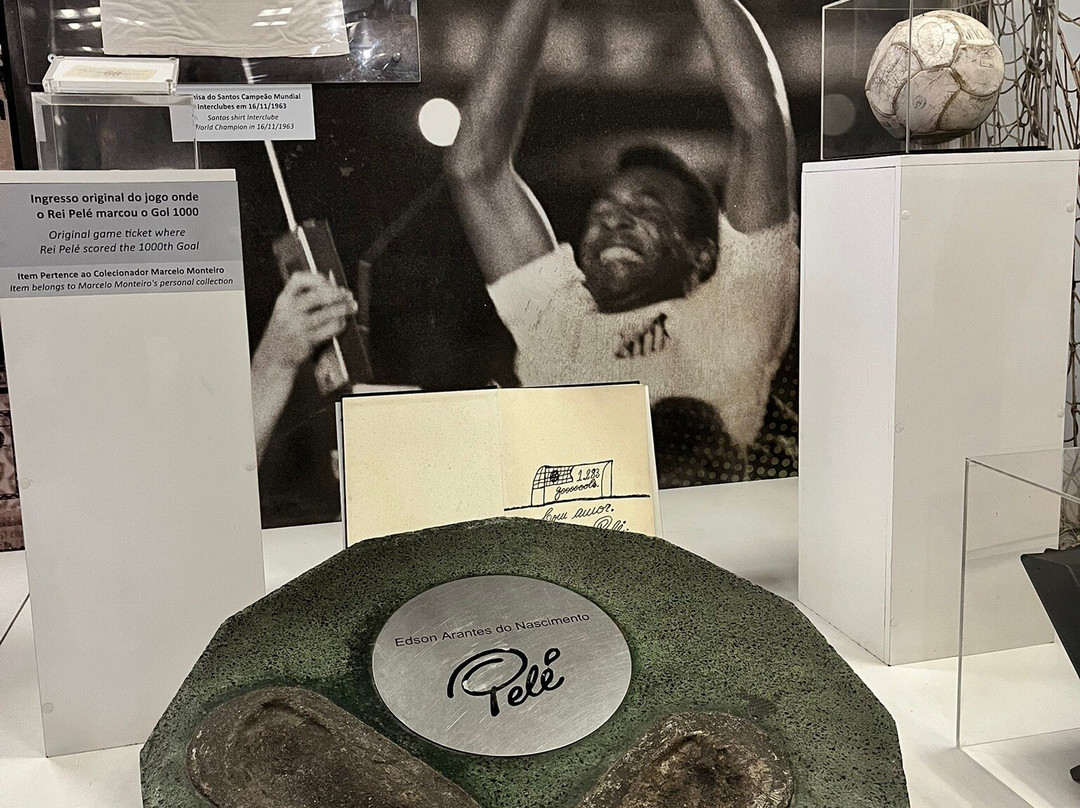 Camisa do Santos Campeão Mundial
Interclubes em 16/11/1963
Santos shirt Interclube
World Champion in 16/11/1963
Ingresso original do jogo onde
o Rei Pelé marcou o Gol 1000
Original game ticket where
Rei Pelé scored the 1000th Goal
Item Pertence ao Colecionador Marcelo Monteiro
Item belongs to Marcelo Monteiro's personal collection
1.283
gooooools.
Com amor.
Pelé.
Edson Arantes do Nascimento
Pelé